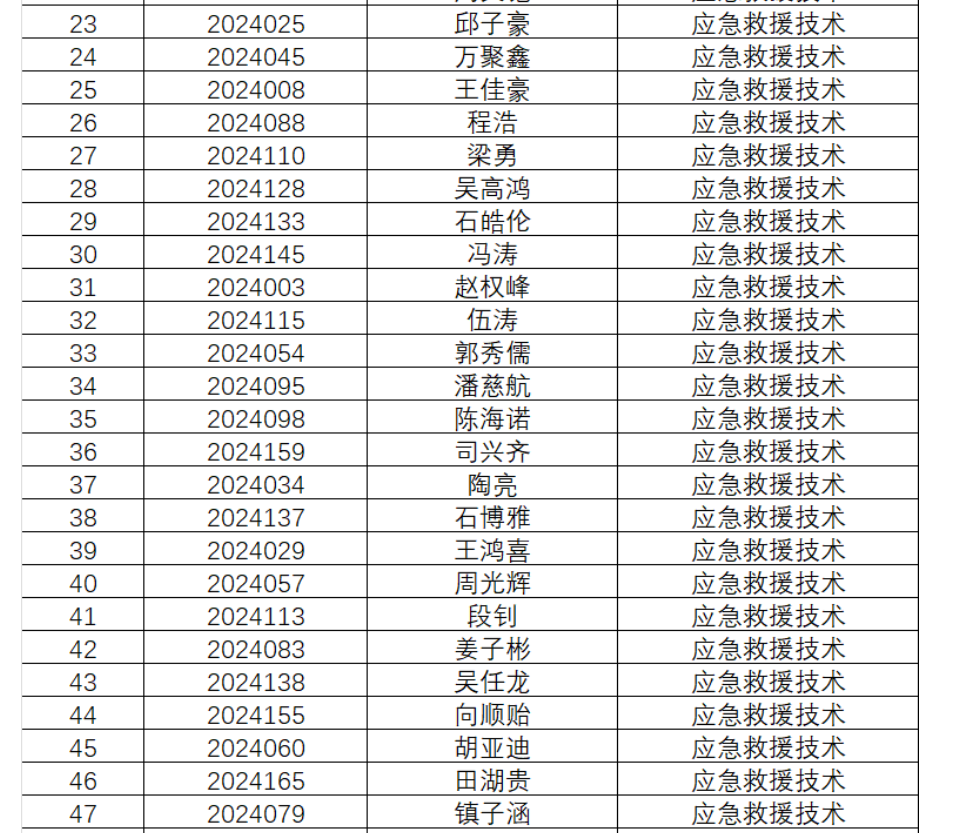 23 2024025 邱子豪 应急救援技术
24 2024045 万聚鑫 应急救援技术
25 2024008 王佳豪 应急救援技术
26 2024088 程浩 应急救援技术
27 2024110 梁勇 应急救援技术
28 2024128 吴高鸿 应急救援技术
29 2024133 石皓伦 应急救援技术
30 2024145 冯涛 应急救援技术
31 2024003 赵权峰 应急救援技术
32 2024115 伍涛 应急救援技术
33 2024054 郭秀儒 应急救援技术
34 2024095 潘慈航 应急救援技术
35 2024098 陈海诺 应急救援技术
36 2024159 司兴齐 应急救援技术
37 2024034 陶亮 应急救援技术
38 2024137 石博雅 应急救援技术
39 2024029 王鸿喜 应急救援技术
40 2024057 周光辉 应急救援技术
41 2024113 段钊 应急救援技术
42 2024083 姜子彬 应急救援技术
43 2024138 吴任龙 应急救援技术
44 2024155 向顺贻 应急救援技术
45 2024060 胡亚迪 应急救援技术
46 2024165 田湖贵 应急救援技术
47 2024079 镇子涵 应急救援技术